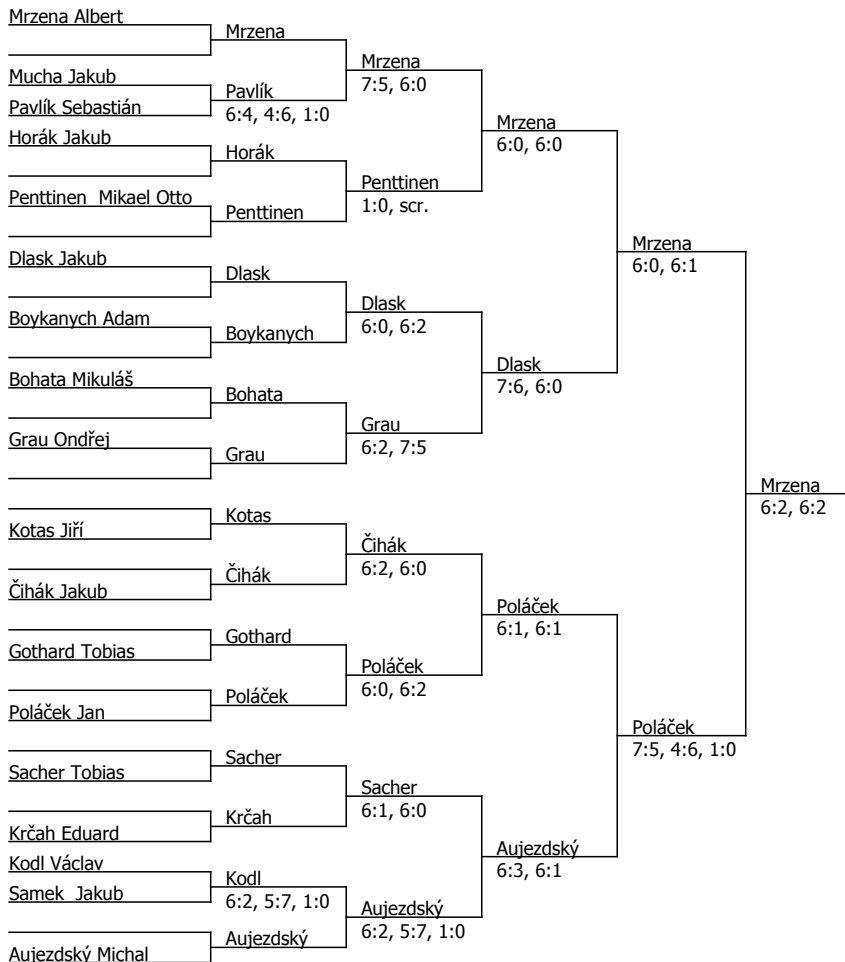 Mrzena Albert
Mrzena
Mrzena
7:5, 6:0
Mucha Jakub
Pavlík
Pavlík Sebastián
6:4, 4:6, 1:0
Mrzena
6:0, 6:0
Horák Jakub
Horák
Penttinen
1:0, scr.
Penttinen  Mikael Otto
Penttinen
Mrzena
6:0, 6:1
Dlask Jakub
Dlask
Dlask
6:0, 6:2
Boykanych Adam
Boykanych
Dlask
7:6, 6:0
Bohata Mikuláš
Bohata
Grau
6:2, 7:5
Grau Ondřej
Grau
Mrzena
6:2, 6:2
Kotas
Kotas Jiří
Čihák
6:2, 6:0
Čihák
Čihák Jakub
Poláček
6:1, 6:1
Gothard
Gothard Tobias
Poláček
6:0, 6:2
Poláček
Poláček Jan
Poláček
7:5, 4:6, 1:0
Sacher
Sacher Tobias
Sacher
6:1, 6:0
Krčah
Krčah Eduard
Aujezdský
6:3, 6:1
Kodl Václav
Kodl
Samek  Jakub
6:2, 5:7, 1:0
Aujezdský
6:2, 5:7, 1:0
Aujezdský
Aujezdský Michal